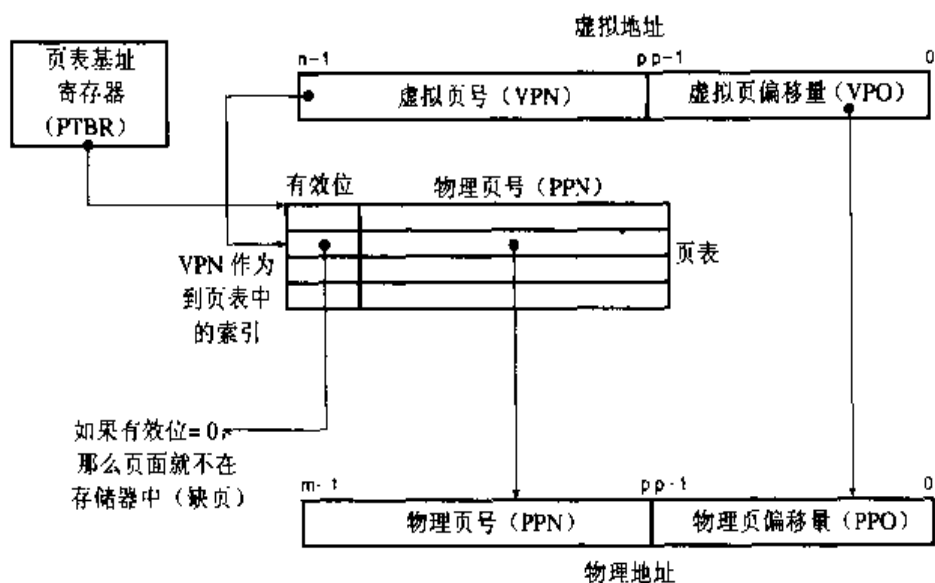 虚拟地址
页表基址
寄存器
(PTBR)
n-1
p p-1
0
虚拟页号(VPN)
虚拟页偏移量(VPO)
有效位
物理页号(PPN)
页表
VPN 作为
到页表中
的索引
如果有效位=0,
那么页面就不在
存储器中(缺页)
m-1
p p-1
0
物理页号(PPN)
物理页偏移量(PPO)
物理地址